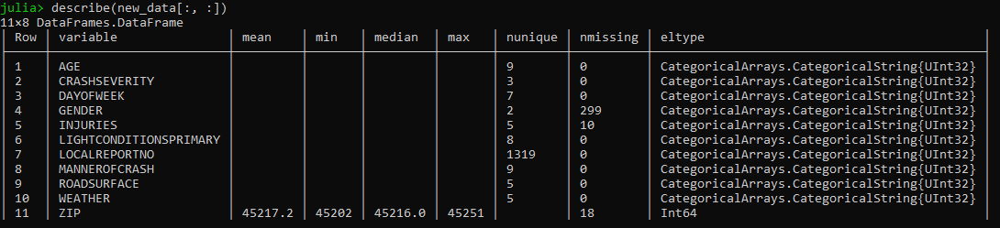 julia> describe(new_data[:, :])
11×8 DataFrames.DataFrame
│ Row │ variable │ mean │ min │ median │ max │ nunique │ nmissing │ eltype │
│ 1 │ AGE │ │ │ │ │ 9 │ 0 │ CategoricalArrays.CategoricalString{UInt32} │
│ 2 │ CRASHSEVERITY │ │ │ │ │ 3 │ 0 │ CategoricalArrays.CategoricalString{UInt32} │
│ 3 │ DAYOFWEEK │ │ │ │ │ 7 │ 0 │ CategoricalArrays.CategoricalString{UInt32} │
│ 4 │ GENDER │ │ │ │ │ 2 │ 299 │ CategoricalArrays.CategoricalString{UInt32} │
│ 5 │ INJURIES │ │ │ │ │ 5 │ 10 │ CategoricalArrays.CategoricalString{UInt32} │
│ 6 │ LIGHTCONDITIONSPRIMARY │ │ │ │ │ 8 │ 0 │ CategoricalArrays.CategoricalString{UInt32} │
│ 7 │ LOCALREPORTNO │ │ │ │ │ 1319 │ 0 │ CategoricalArrays.CategoricalString{UInt32} │
│ 8 │ MANNEROFCRASH │ │ │ │ │ 9 │ 0 │ CategoricalArrays.CategoricalString{UInt32} │
│ 9 │ ROADSURFACE │ │ │ │ │ 5 │ 0 │ CategoricalArrays.CategoricalString{UInt32} │
│ 10 │ WEATHER │ │ │ │ │ 5 │ 0 │ CategoricalArrays.CategoricalString{UInt32} │
│ 11 │ ZIP │ 45217.2 │ 45202 │ 45216.0 │ 45251 │ │ 18 │ Int64 │